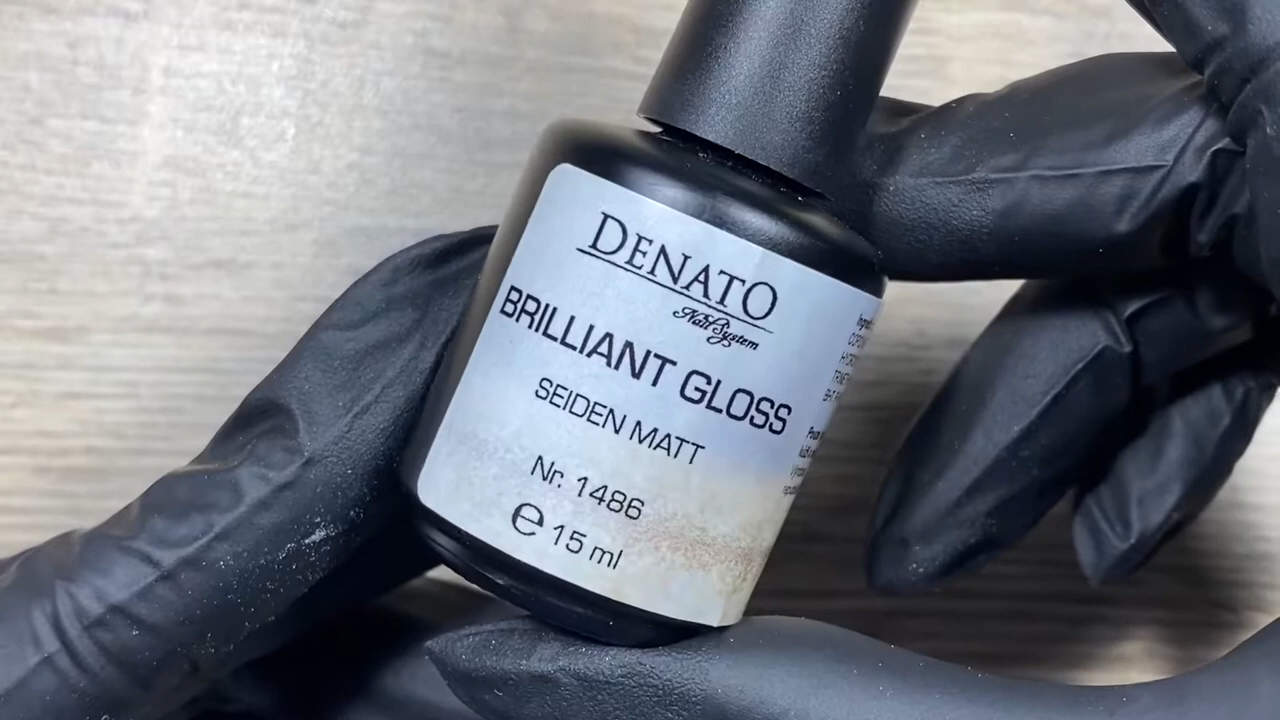 DENATO
Nail System
BRILLIANT GLOSS
SEIDEN MATT
Nr. 1486
℮ 15 ml